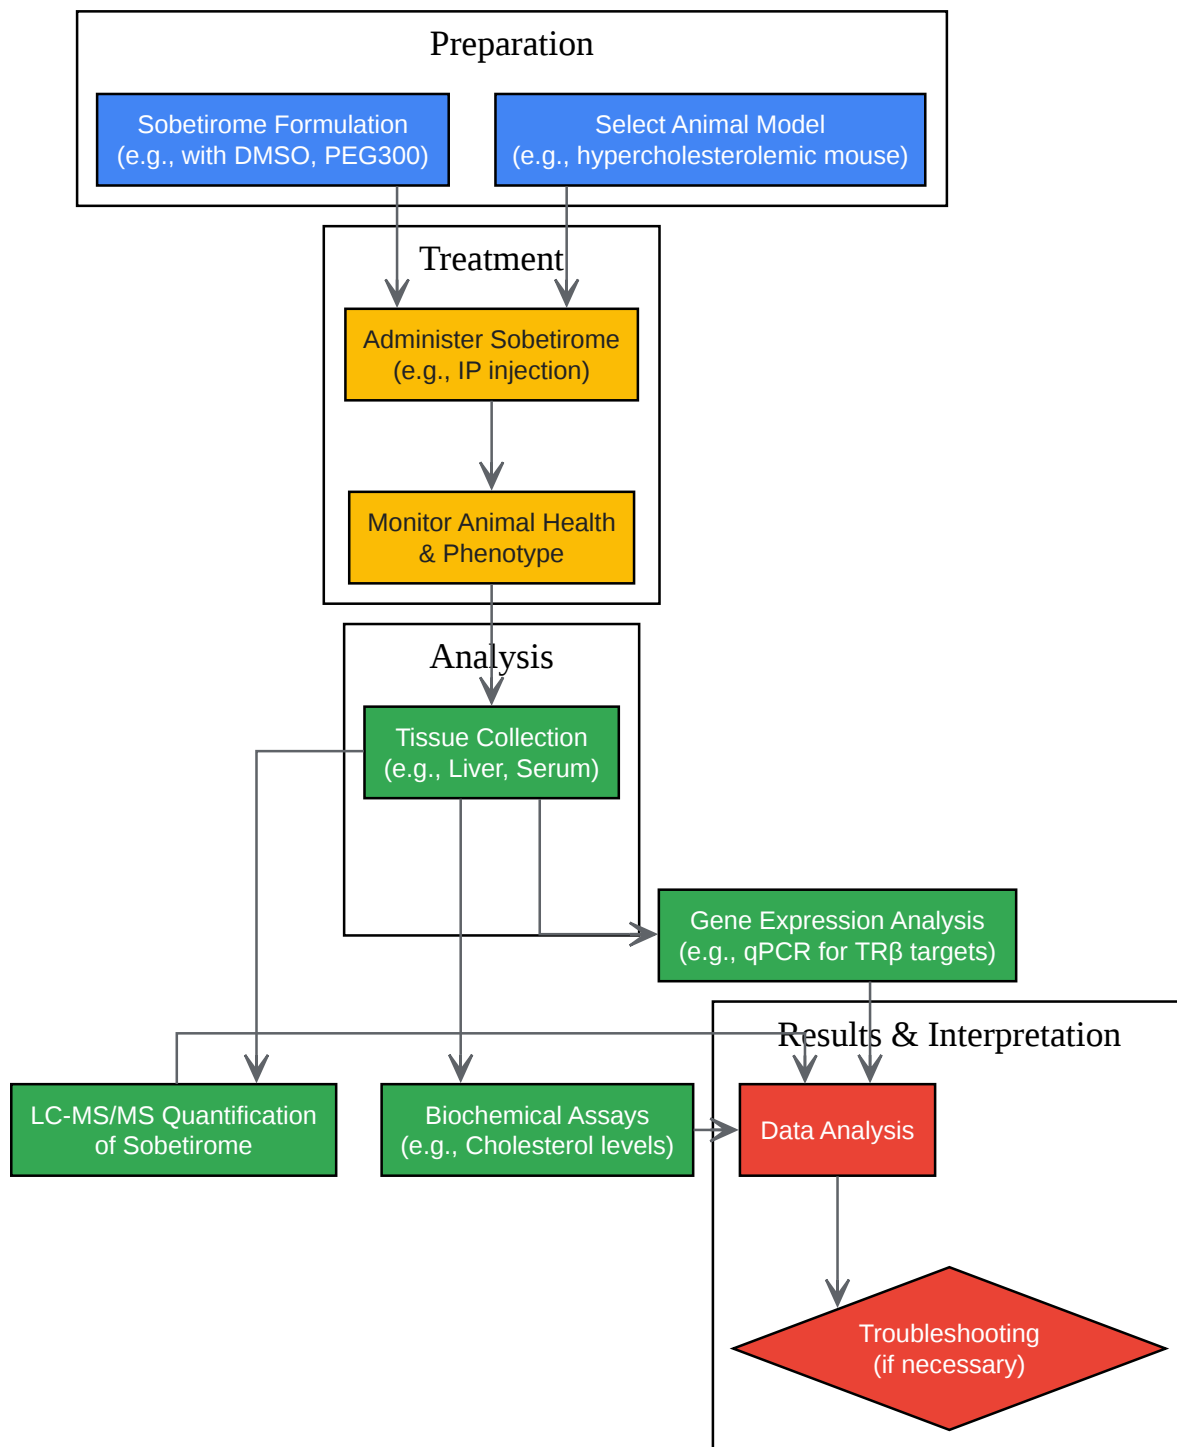 Preparation
Sobetirome Formulation
(e.g., with DMSO, PEG300)
Select Animal Model
(e.g., hypercholesterolemic mouse)
Treatment
Administer Sobetirome
(e.g., IP injection)
Monitor Animal Health
& Phenotype
Analysis
Tissue Collection
(e.g., Liver, Serum)
Gene Expression Analysis
(e.g., qPCR for TRβ targets)
Results & Interpretation
LC-MS/MS Quantification
of Sobetirome
Biochemical Assays
(e.g., Cholesterol levels)
Data Analysis
Troubleshooting
(if necessary)